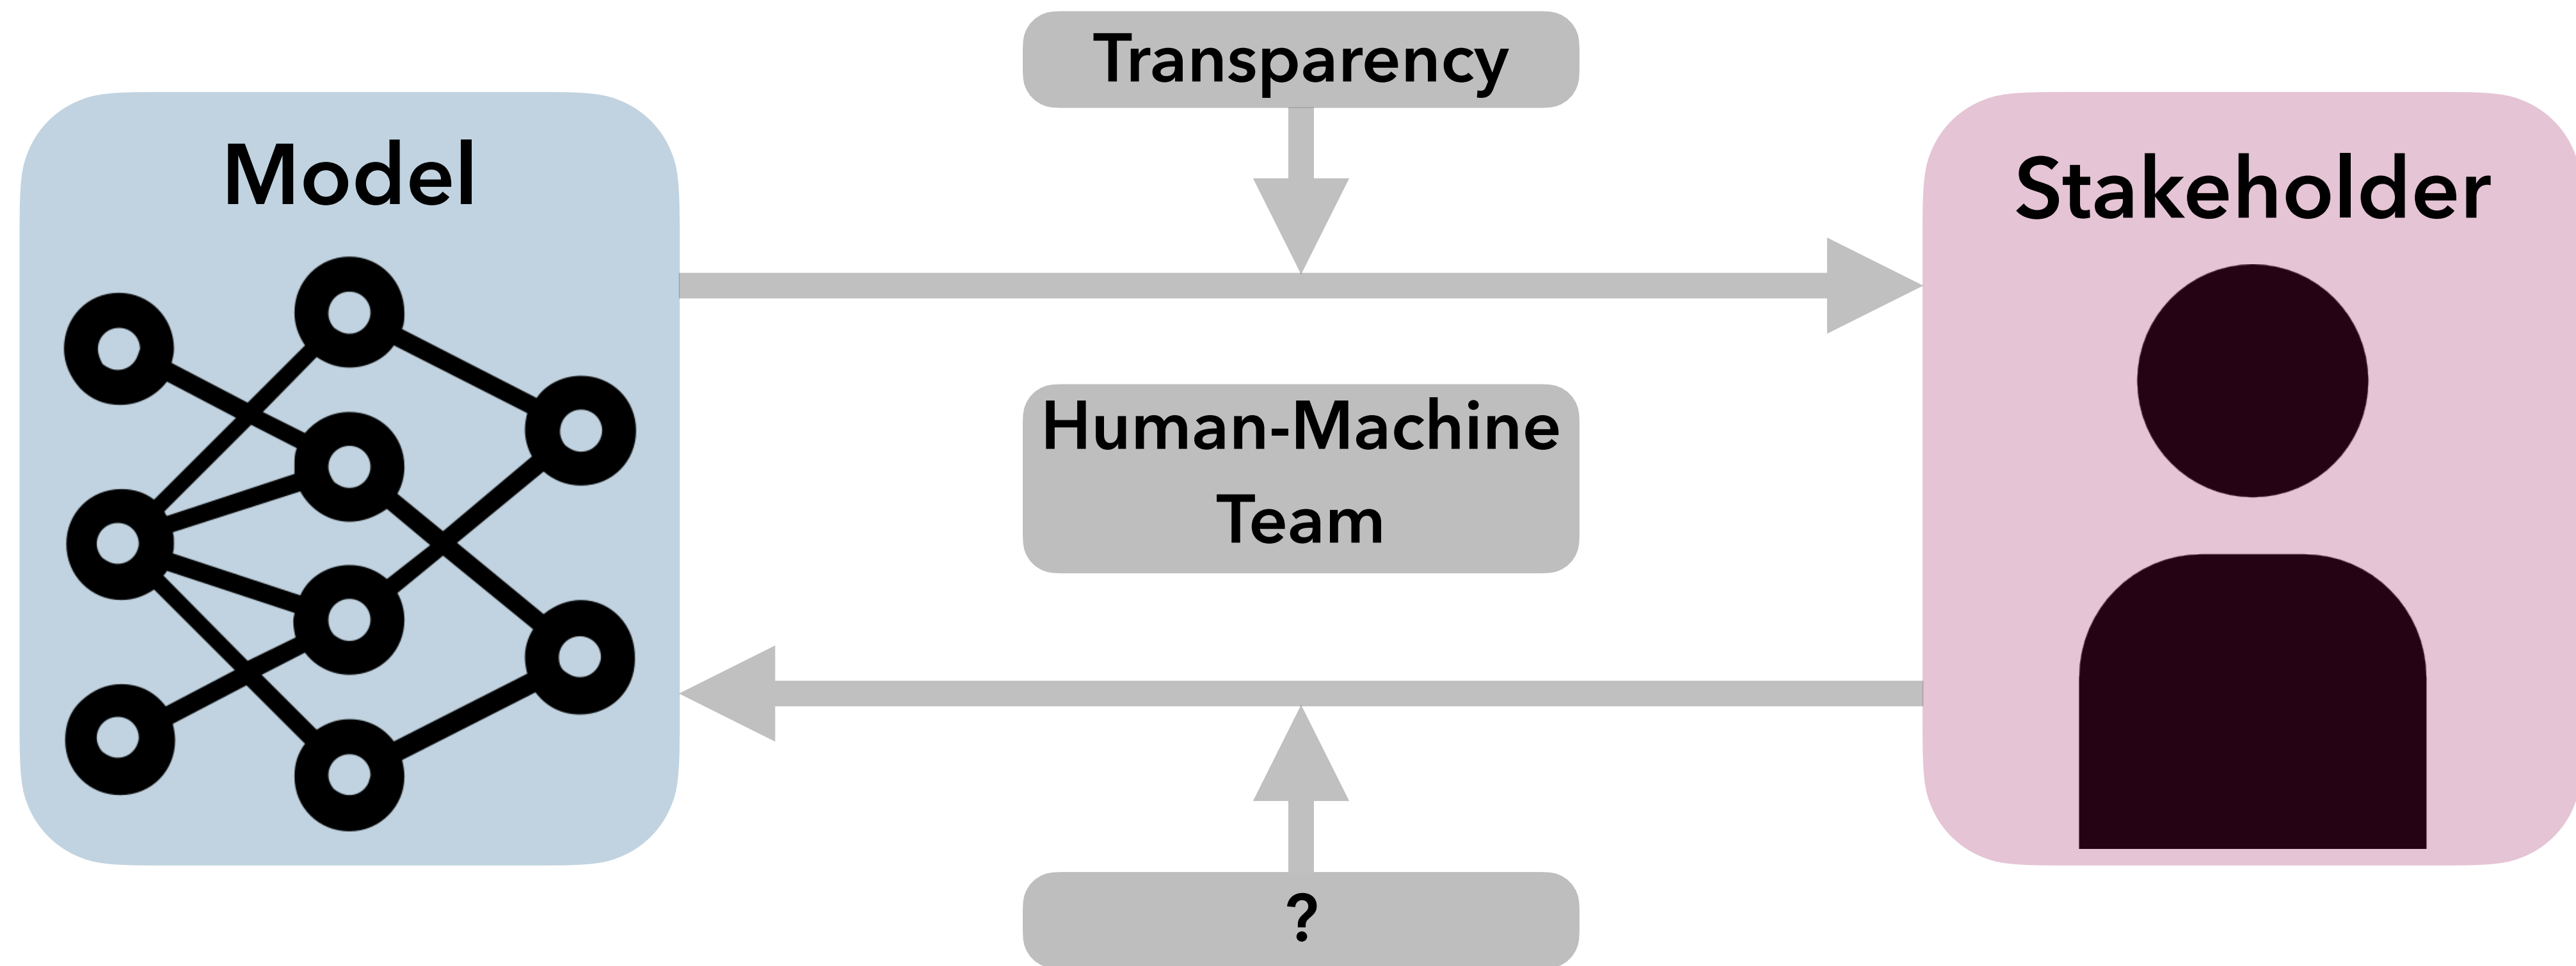 Transparency
Model
Stakeholder
Human-Machine
Team
?